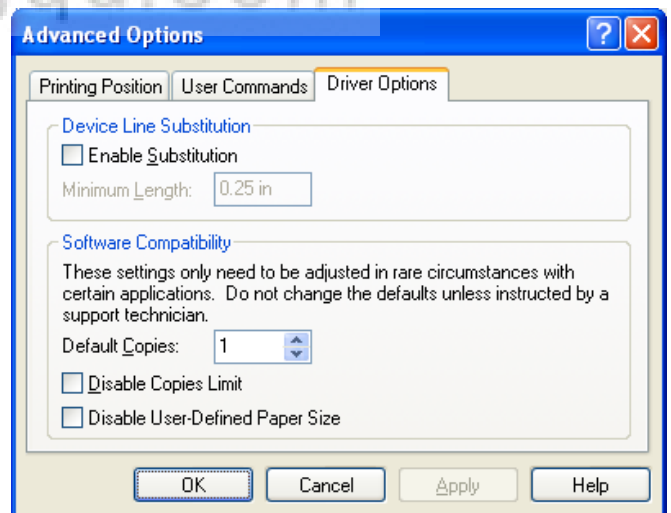 Advanced Options
Printing Position User Commands Driver Options
Device Line Substitution
Enable Substitution
Minimum Length: 0.25 in
Software Compatibility
These settings only need to be adjusted in rare circumstances with
certain applications. Do not change the defaults unless instructed by a
support technician.
Default Copies: 1
Disable Copies Limit
Disable User-Defined Paper Size
OK Cancel Apply Help